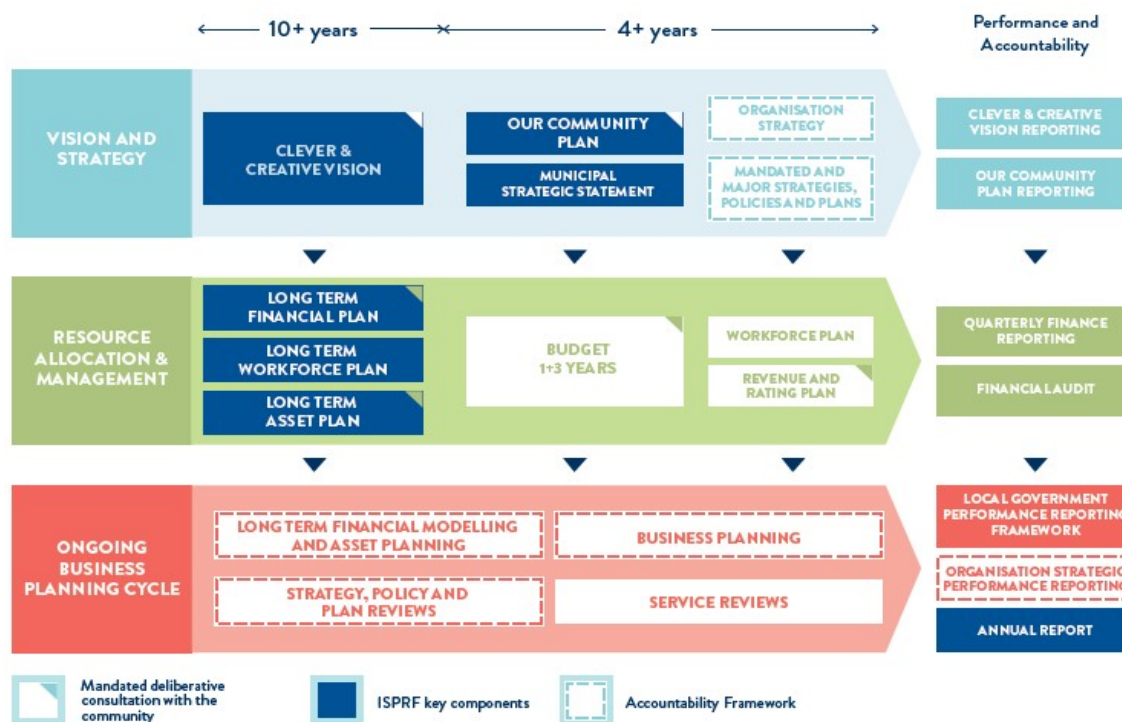 10+ years
4+ years
Performance and
Accountability
VISION AND
STRATEGY
CLEVER &
CREATIVE VISION
OUR COMMUNITY
PLAN
MUNICIPAL
STRATEGIC STATEMENT
ORGANISATION
STRATEGY
MANDATED AND
MAJOR STRATEGIES,
POLICIES AND PLANS
CLEVER & CREATIVE
VISION REPORTING
OUR COMMUNITY
PLAN REPORTING
RESOURCE
ALLOCATION &
MANAGEMENT
LONG TERM
FINANCIAL PLAN
LONG TERM
WORKFORCE PLAN
LONG TERM
ASSET PLAN
BUDGET
1+3 YEARS
WORKFORCE PLAN
REVENUE AND
RATING PLAN
QUARTERLY FINANCE
REPORTING
FINANCIAL AUDIT
ONGOING
BUSINESS
PLANNING CYCLE
LONG TERM FINANCIAL MODELLING
AND ASSET PLANNING
BUSINESS PLANNING
STRATEGY, POLICY AND
PLAN REVIEWS
SERVICE REVIEWS
LOCAL GOVERNMENT
PERFORMANCE REPORTING
FRAMEWORK
ORGANISATION STRATEGIC
PERFORMANCE REPORTING
ANNUAL REPORT
Mandated deliberative
consultation with the
community
ISPRF key components
Accountability Framework